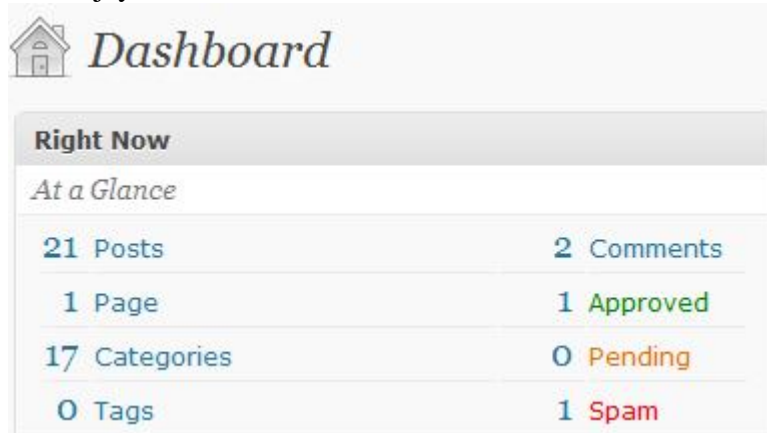 Dashboard
Right Now
At a Glance
21 Posts 2 Comments
1 Page 1 Approved
17 Categories 0 Pending
0 Tags 1 Spam